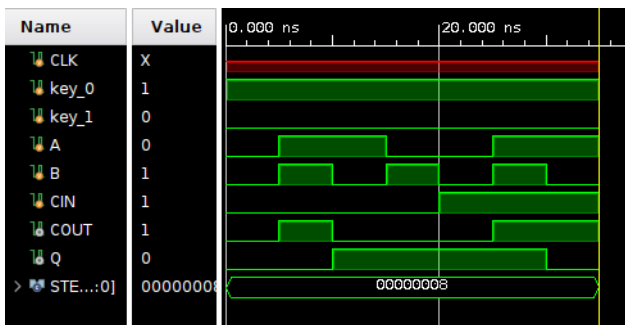 Name Value 0.000 ns 20.000 ns
CLK X
key_0 1
key_1 0
A 0
B 1
CIN 1
COUT 1
Q 0
> STE...:0] 00000008 00000008